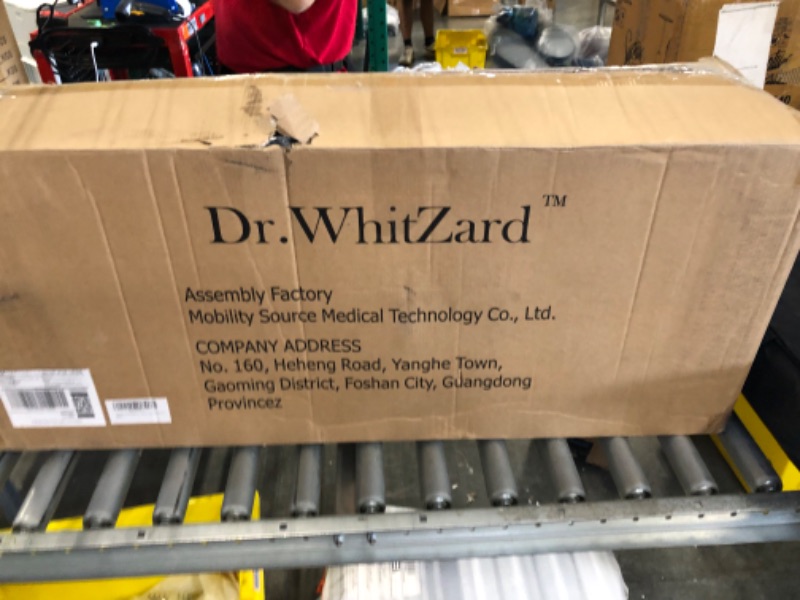 Dr.WhitZard ™
Assembly Factory
Mobility Source Medical Technology Co., Ltd.
COMPANY ADDRESS
No. 160, Heheng Road, Yanghe Town,
Gaoming District, Foshan City, Guangdong
Provincez